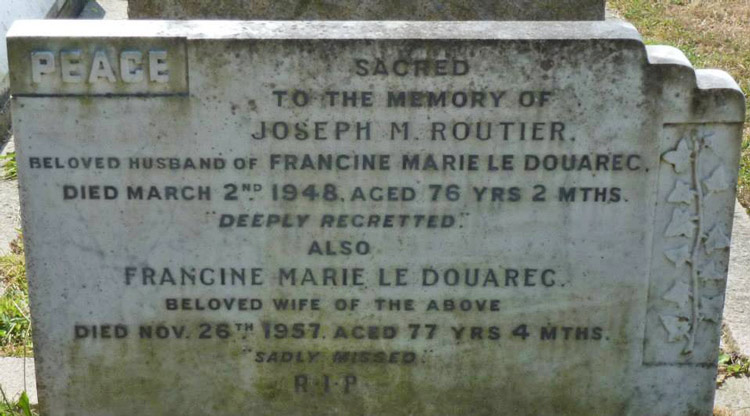 PEACE
SACRED
TO THE MEMORY OF
JOSEPH M. ROUTIER.
BELOVED HUSBAND OF FRANCINE MARIE LE DOUAREC.
DIED MARCH 2ND 1948. AGED 76 YRS 2 MTHS.
"DEEPLY REGRETTED."
ALSO
FRANCINE MARIE LE DOUAREC.
BELOVED WIFE OF THE ABOVE
DIED NOV. 26TH 1957. AGED 77 YRS 4 MTHS.
"SADLY MISSED."
R·I·P